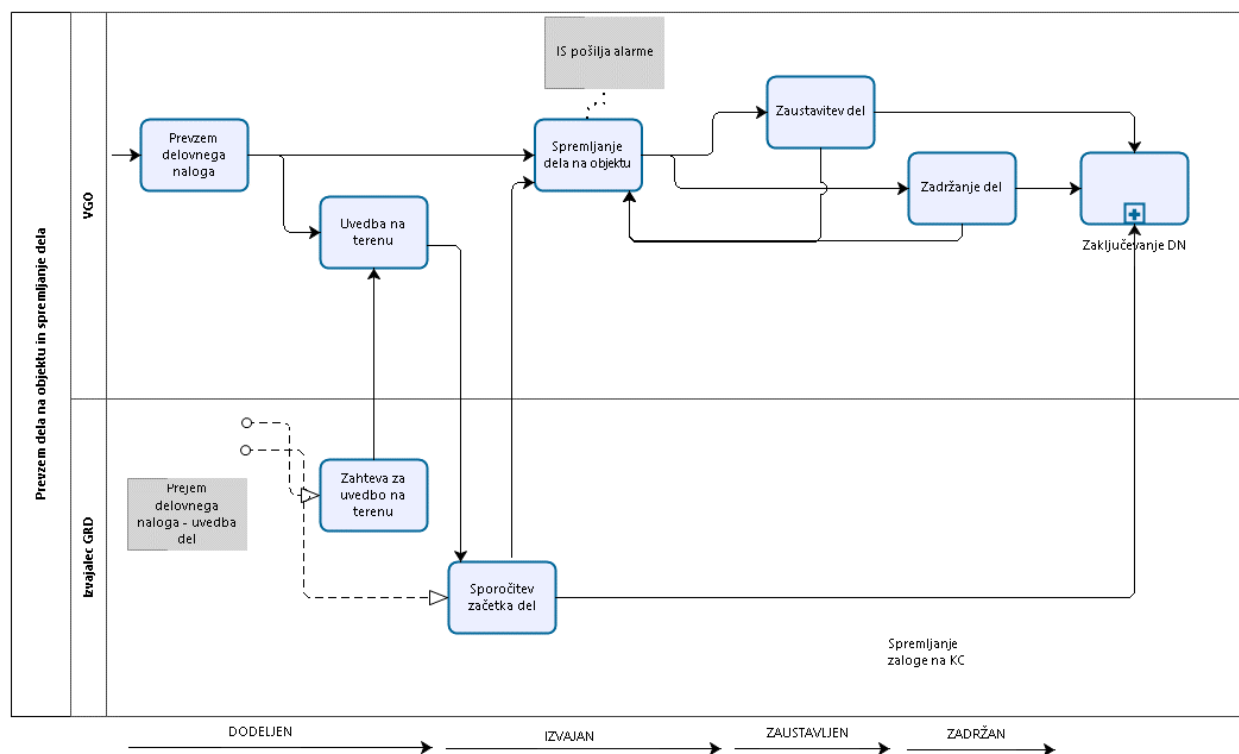 Prevzem dela na objektu in spremljanje dela
VGO
IS pošilja alarme
Prevzem
delovnega
naloga
Uvedba na
terenu
Spremljanje
dela na objektu
Zaustavitev del
Zadržanje del
Zaključevanje DN
Izvajalec GRD
Prejem
delovnega
naloga - uvedba
del
Zahteva za
uvedbo na
terenu
Sporočitev
začetka del
Spremljanje
zaloge na KC
DODELJEN
IZVAJAN
ZAUSTAVLJEN
ZADRŽAN